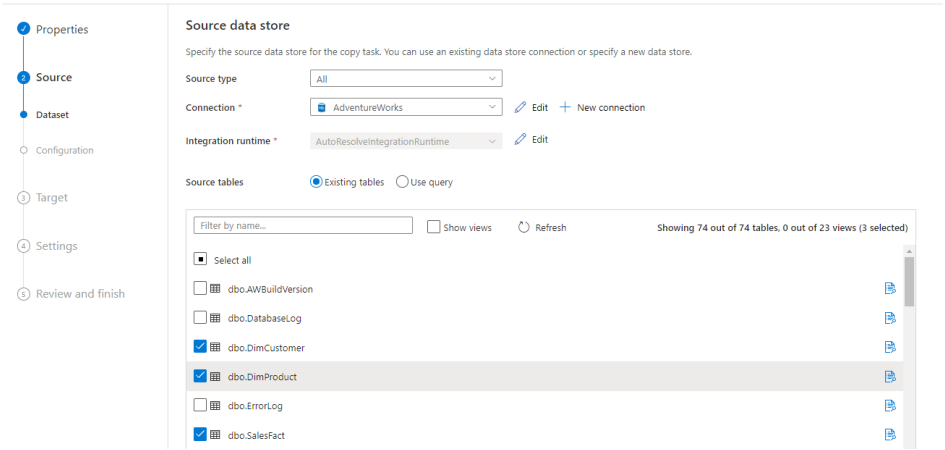 Properties
2 Source
Dataset
Configuration
3 Target
4 Settings
5 Review and finish
Source data store
Specify the source data store for the copy task. You can use an existing data store connection or specify a new data store.
Source type All
Connection * AdventureWorks Edit New connection
Integration runtime * AutoResolveIntegrationRuntime Edit
Source tables Existing tables Use query
Filter by name... Show views Refresh Showing 74 out of 74 tables, 0 out of 23 views (3 selected)
Select all
dbo.AWBuildVersion
dbo.DatabaseLog
dbo.DimCustomer
dbo.DimProduct
dbo.ErrorLog
dbo.SalesFact